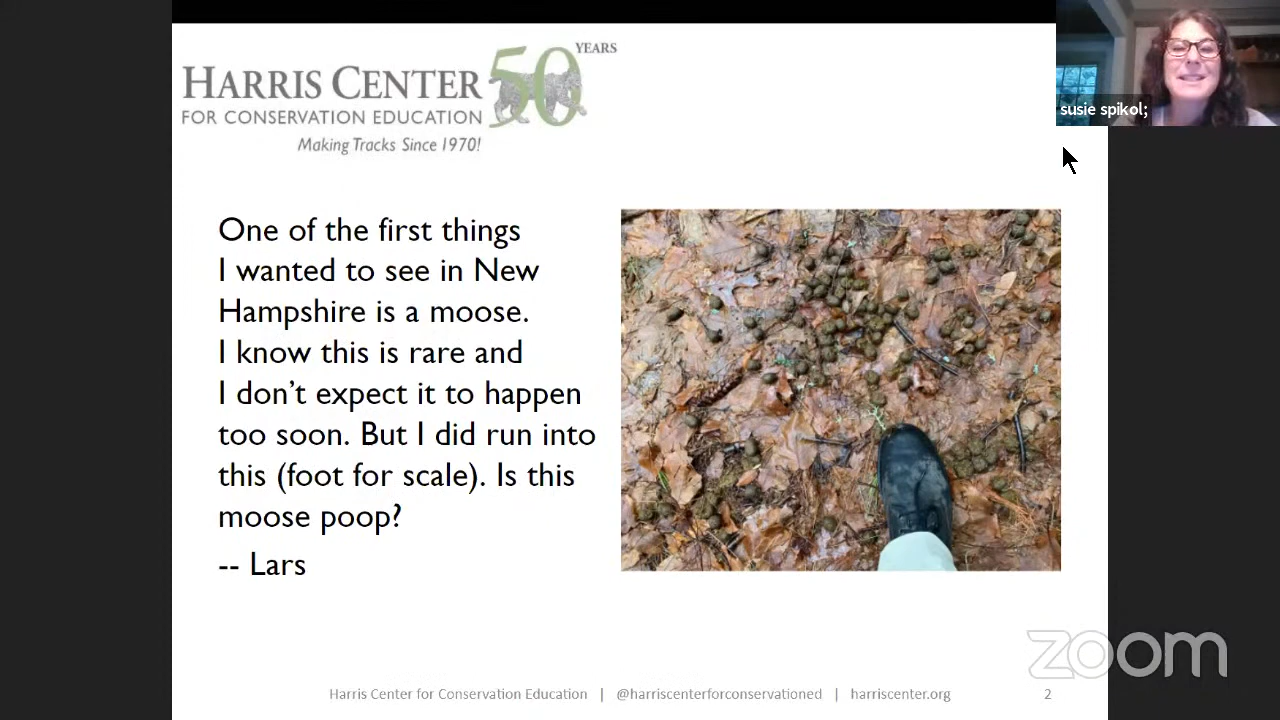 HARRIS CENTER 50 YEARS
FOR CONSERVATION EDUCATION
Making Tracks Since 1970!
susie spikol;
One of the first things
I wanted to see in New
Hampshire is a moose.
I know this is rare and
I don't expect it to happen
too soon. But I did run into
this (foot for scale). Is this
moose poop?
-- Lars
zoom
Harris Center for Conservation Education | @harriscenterforconservationed | harriscenter.org 2